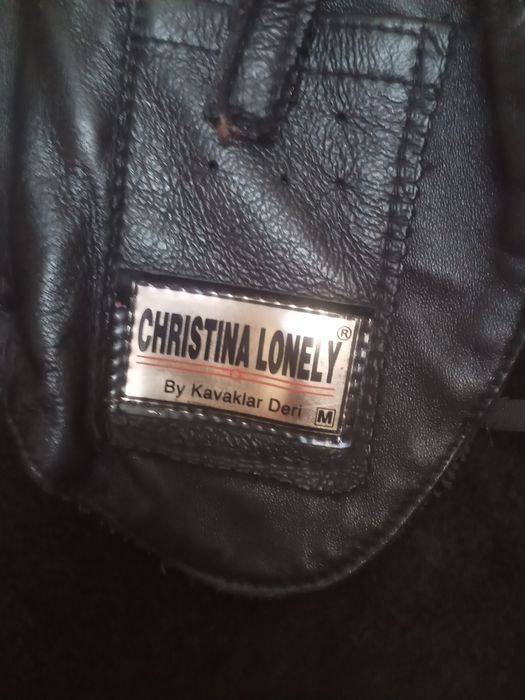 CHRISTINA LONELY ®
By Kavaklar Deri M